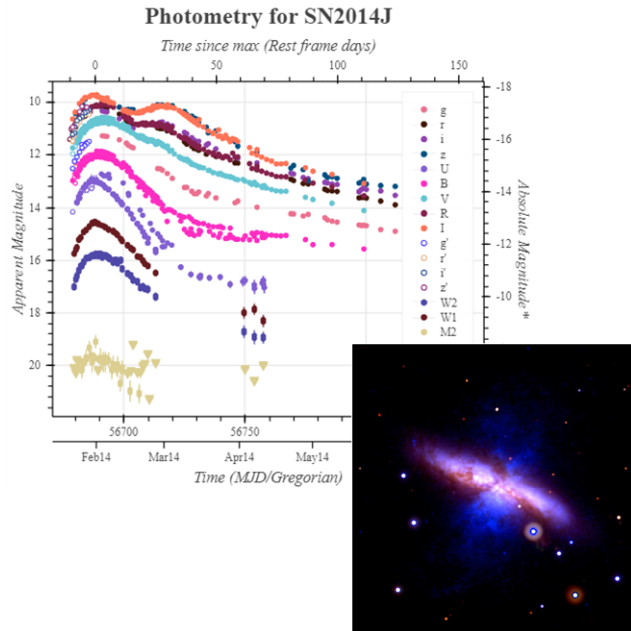 Photometry for SN2014J
Time since max (Rest frame days)
0 50 100 150
10
12
14
16
18
20
Apparent Magnitude
-18
-16
-14
-12
-10
Absolute Magnitude*
g
r
i
z
U
B
V
R
I
g'
r'
i'
z'
W2
W1
M2
56700 56750
Feb14 Mar14 Apr14 May14
Time (MJD/Gregorian)